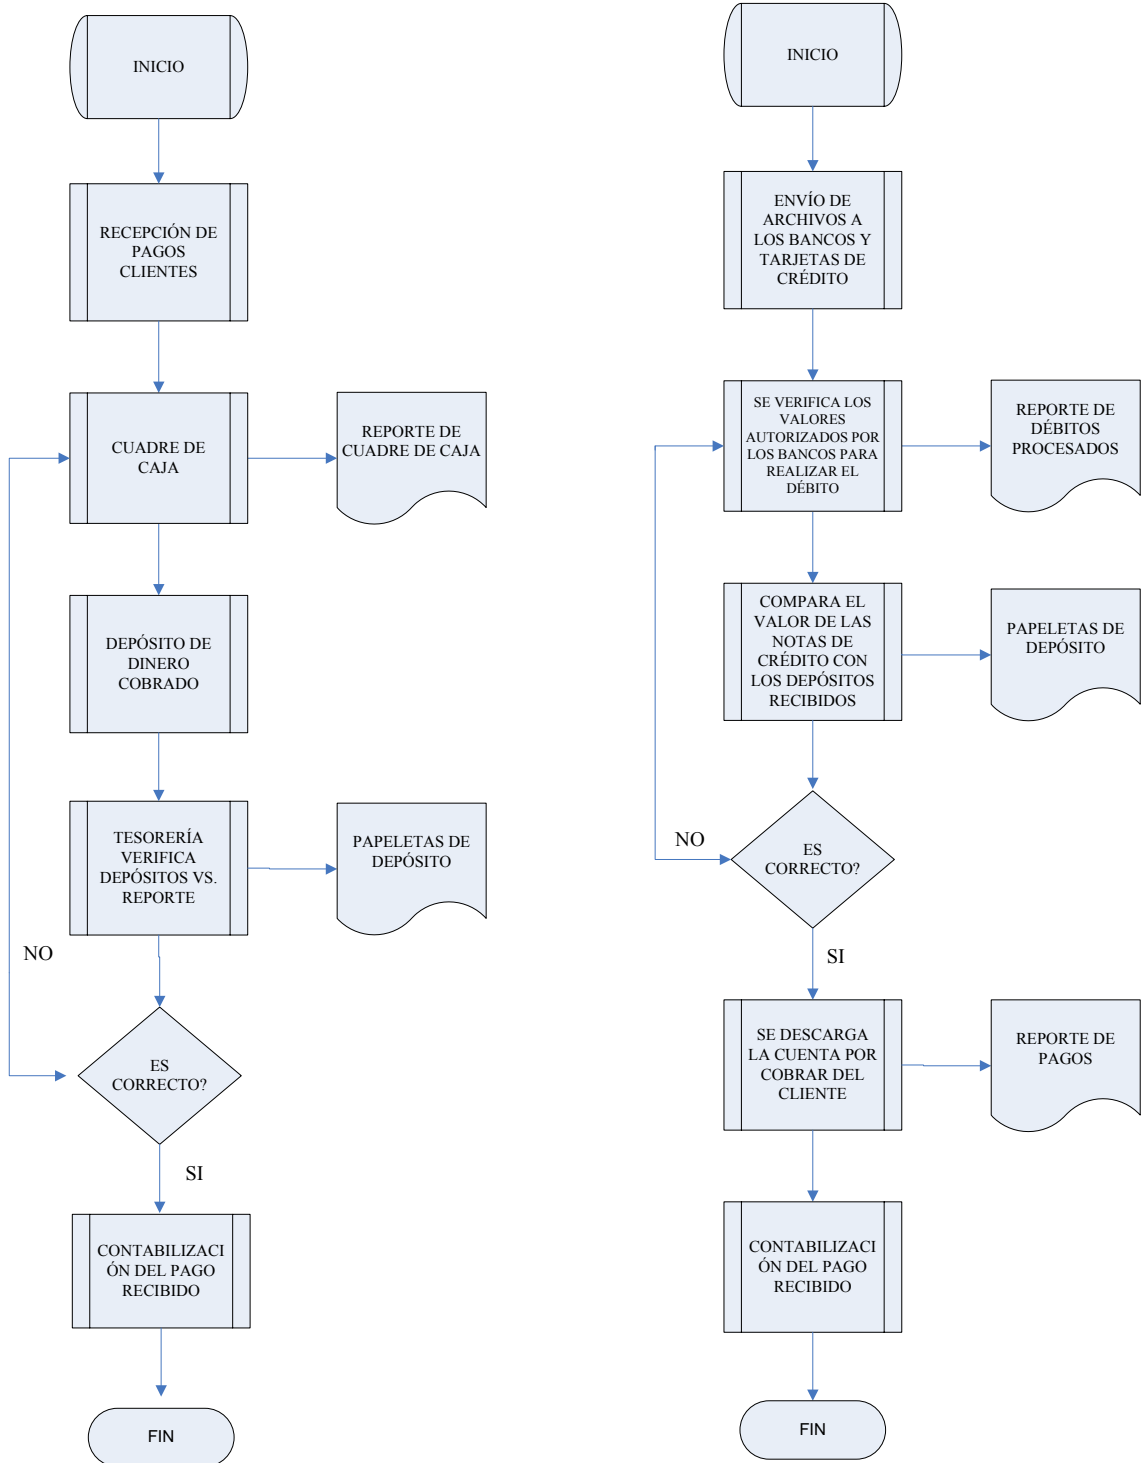 INICIO
RECEPCIÓN DE
PAGOS
CLIENTES
CUADRE DE
CAJA
REPORTE DE
CUADRE DE CAJA
DEPÓSITO DE
DINERO
COBRADO
TESORERÍA
VERIFICA
DEPÓSITOS VS.
REPORTE
PAPELETAS DE
DEPÓSITO
NO
ES
CORRECTO?
SI
CONTABILIZACI
ÓN DEL PAGO
RECIBIDO
FIN
INICIO
ENVÍO DE
ARCHIVOS A
LOS BANCOS Y
TARJETAS DE
CRÉDITO
SE VERIFICA LOS
VALORES
AUTORIZADOS POR
LOS BANCOS PARA
REALIZAR EL
DÉBITO
REPORTE DE
DÉBITOS
PROCESADOS
COMPARA EL
VALOR DE LAS
NOTAS DE
CRÉDITO CON
LOS DEPÓSITOS
RECIBIDOS
PAPELETAS DE
DEPÓSITO
NO
ES
CORRECTO?
SI
SE DESCARGA
LA CUENTA POR
COBRAR DEL
CLIENTE
REPORTE DE
PAGOS
CONTABILIZACI
ÓN DEL PAGO
RECIBIDO
FIN